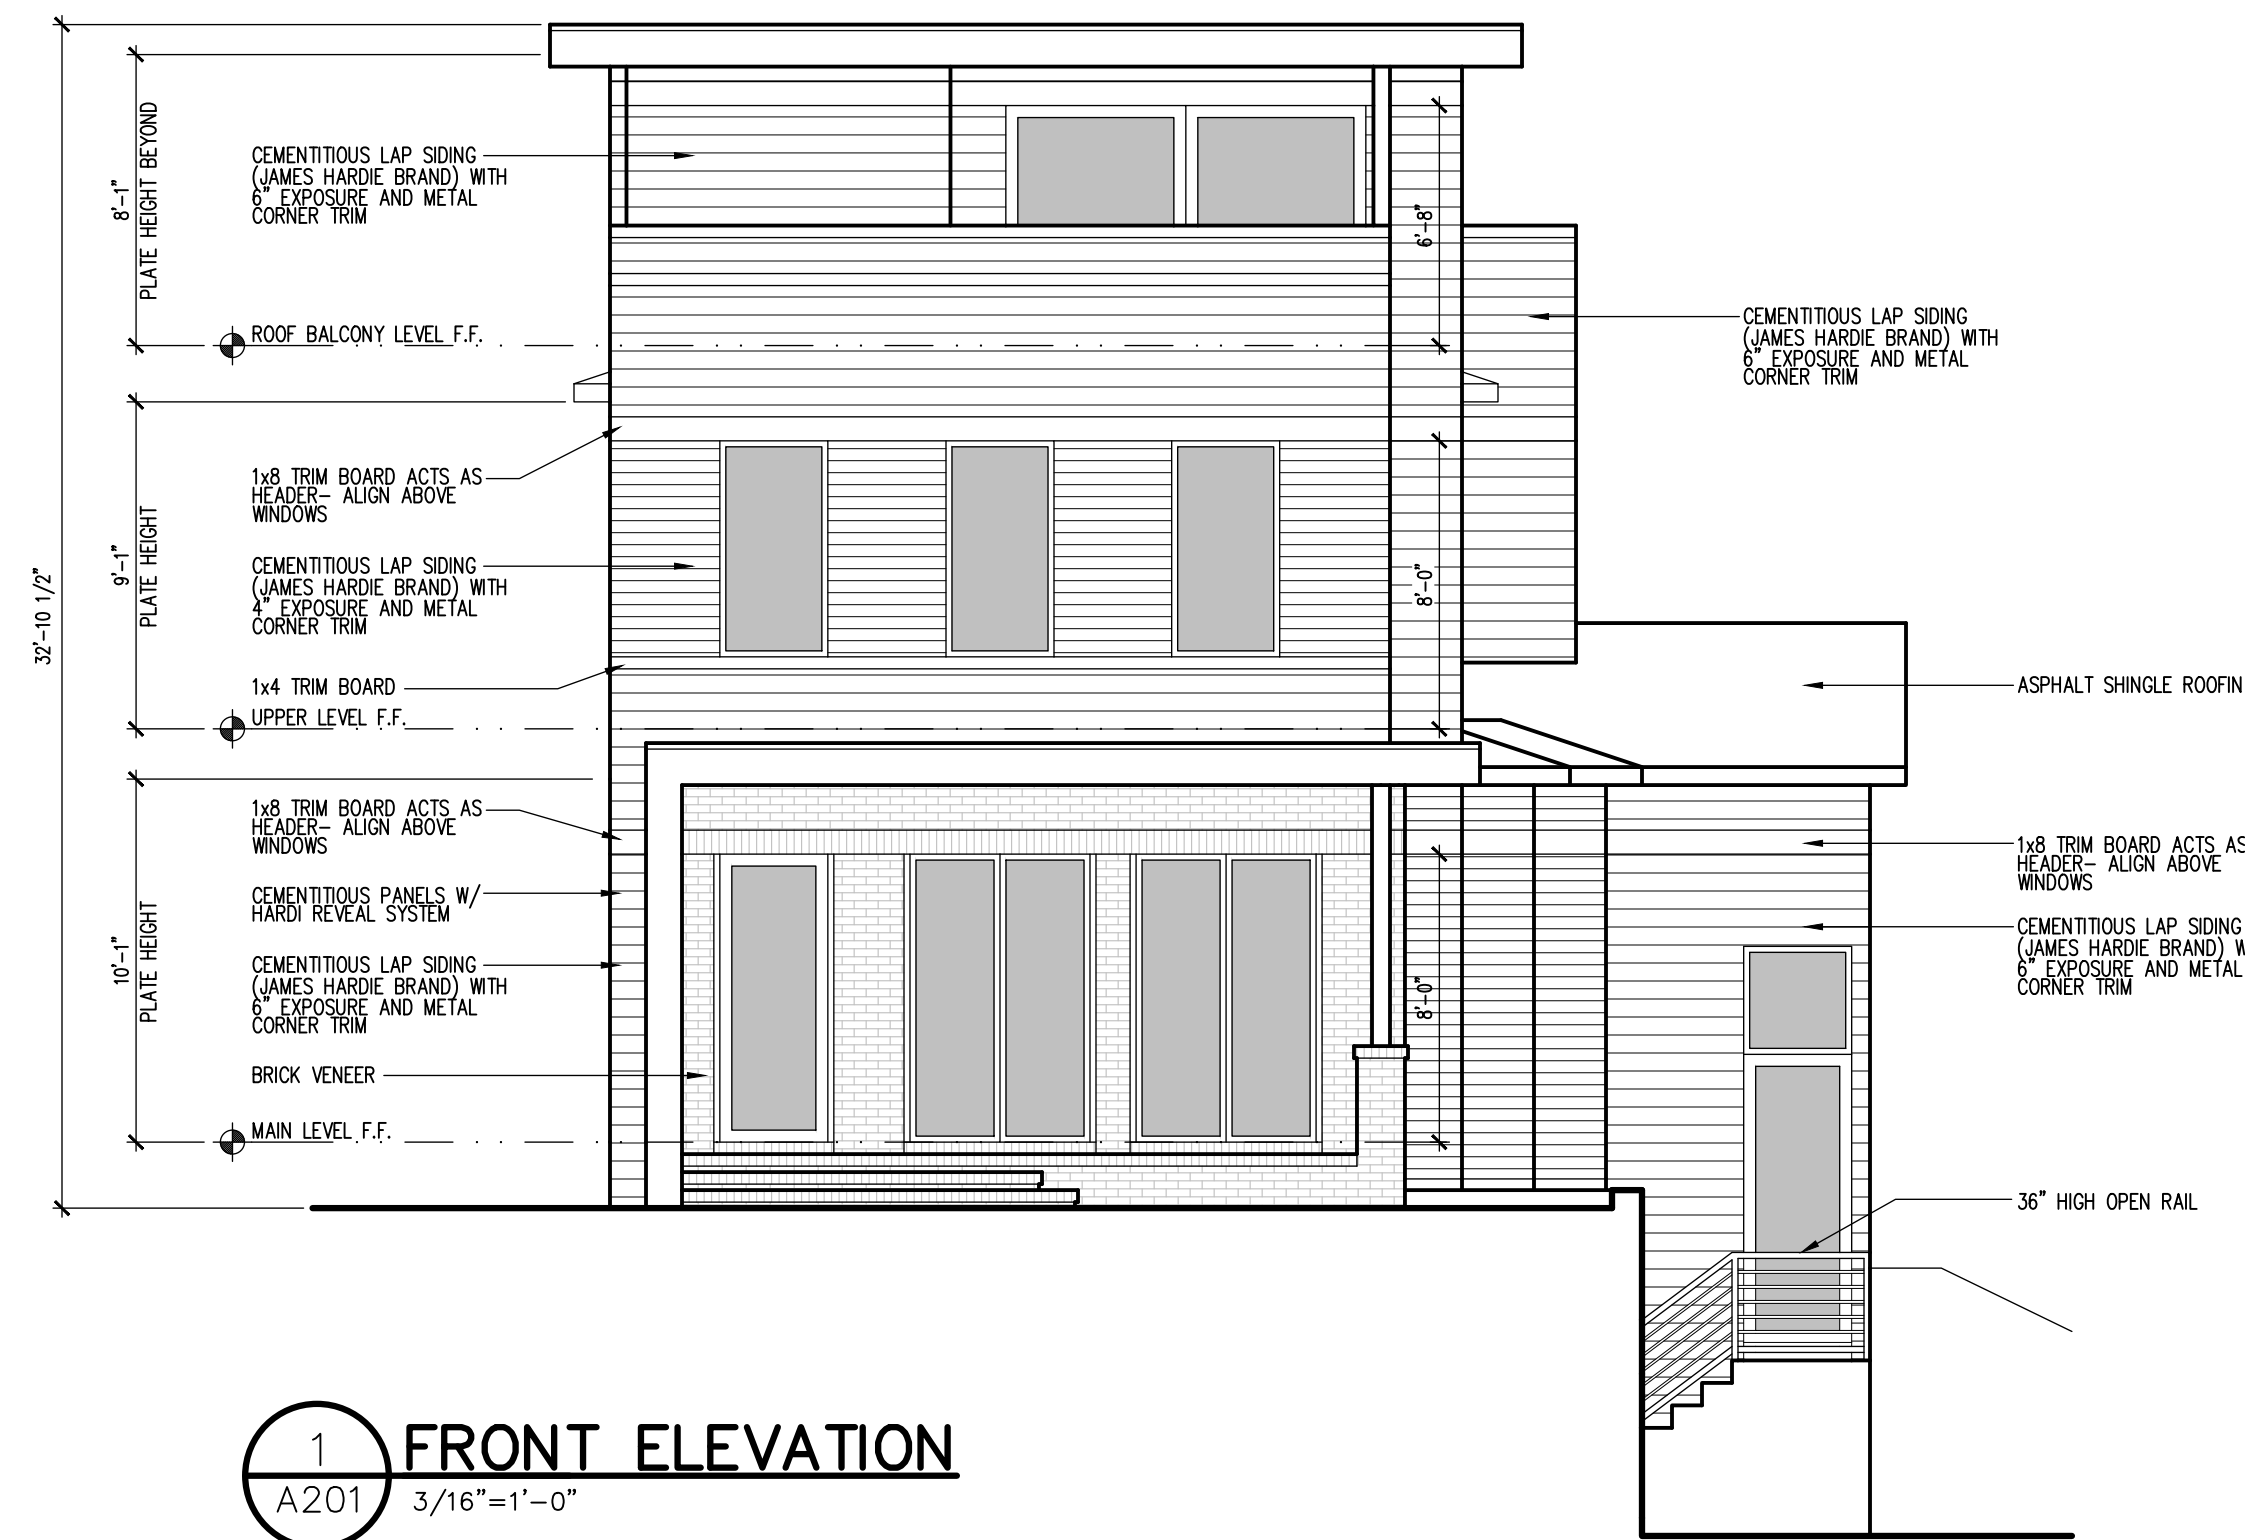 32'-10 1/2"
8'-1"
PLATE HEIGHT BEYOND
CEMENTITIOUS LAP SIDING
(JAMES HARDIE BRAND) WITH
6" EXPOSURE AND METAL
CORNER TRIM
ROOF BALCONY LEVEL F.F.
9'-1"
PLATE HEIGHT
1x8 TRIM BOARD ACTS AS
HEADER- ALIGN ABOVE
WINDOWS
CEMENTITIOUS LAP SIDING
(JAMES HARDIE BRAND) WITH
4" EXPOSURE AND METAL
CORNER TRIM
1x4 TRIM BOARD
UPPER LEVEL F.F.
10'-1"
PLATE HEIGHT
1x8 TRIM BOARD ACTS AS
HEADER- ALIGN ABOVE
WINDOWS
CEMENTITIOUS PANELS W/
HARDI REVEAL SYSTEM
CEMENTITIOUS LAP SIDING
(JAMES HARDIE BRAND) WITH
6" EXPOSURE AND METAL
CORNER TRIM
BRICK VENEER
MAIN LEVEL F.F.
6'-8"
8'-0"
8'-0"
CEMENTITIOUS LAP SIDING
(JAMES HARDIE BRAND) WITH
6" EXPOSURE AND METAL
CORNER TRIM
ASPHALT SHINGLE ROOFIN
1x8 TRIM BOARD ACTS AS
HEADER- ALIGN ABOVE
WINDOWS
CEMENTITIOUS LAP SIDING
(JAMES HARDIE BRAND) W
6" EXPOSURE AND METAL
CORNER TRIM
36" HIGH OPEN RAIL
1
A201
FRONT ELEVATION
3/16"=1'-0"